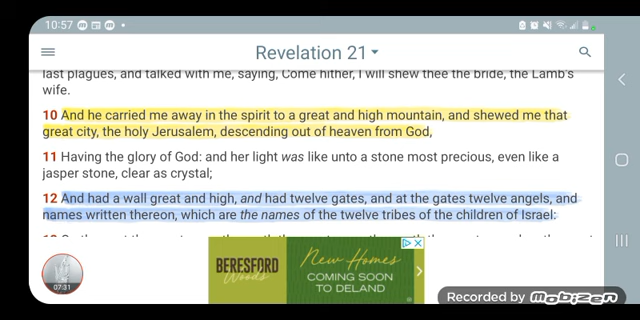 10:57
Revelation 21
last plagues, and talked with me, saying, Come hither, I will shew thee the bride, the Lamb's
wife.
10 And he carried me away in the spirit to a great and high mountain, and shewed me that
great city, the holy Jerusalem, descending out of heaven from God,
11 Having the glory of God: and her light was like unto a stone most precious, even like a
jasper stone, clear as crystal;
12 And had a wall great and high, and had twelve gates, and at the gates twelve angels, and
names written thereon, which are the names of the twelve tribes of the children of Israel:
BERESFORD
Woods
New Homes
COMING SOON
TO DELAND
07:31
Recorded by Mobizen